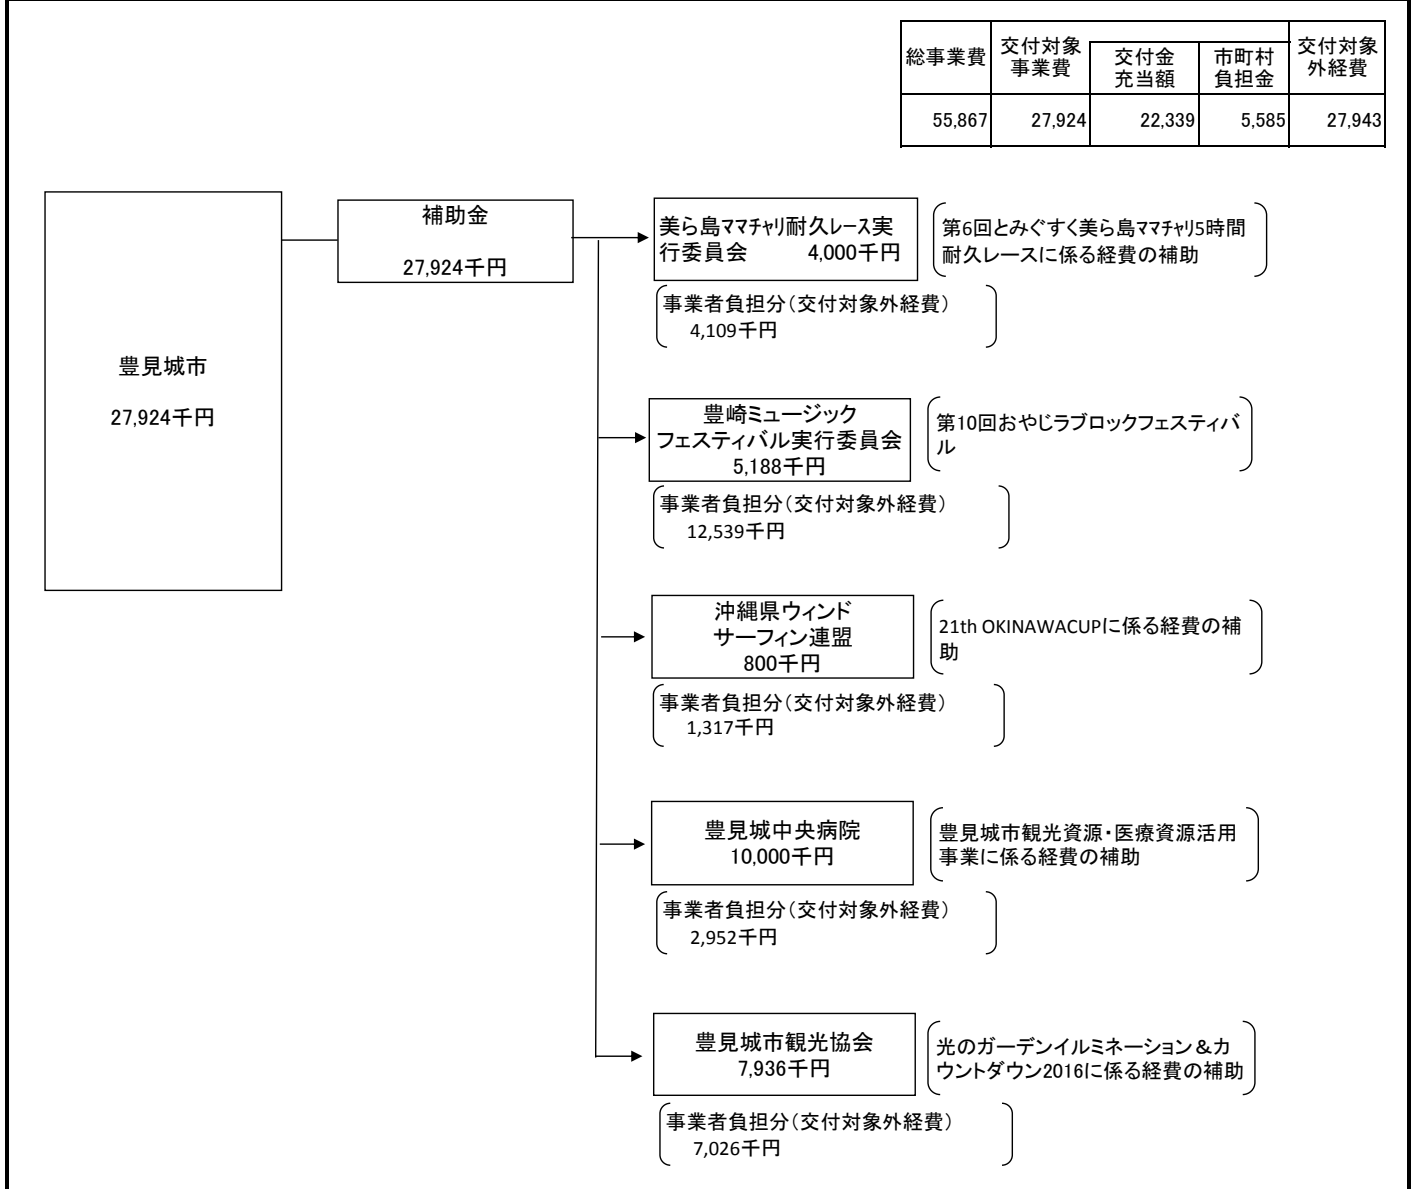 総事業費
交付対象
事業費
交付金
充当額
市町村
負担金
交付対象
外経費
55,867 27,924 22,339 5,585 27,943
豊見城市
27,924千円
補助金
27,924千円
美ら島ママチャリ耐久レース実
行委員会 4,000千円
第6回とみぐすく美ら島ママチャリ5時間
耐久レースに係る経費の補助
事業者負担分(交付対象外経費)
4,109千円
豊崎ミュージック
フェスティバル実行委員会
5,188千円
第10回おやじラブロックフェスティバ
ル
事業者負担分(交付対象外経費)
12,539千円
沖縄県ウィンド
サーフィン連盟
800千円
21th OKINAWACUPに係る経費の補
助
事業者負担分(交付対象外経費)
1,317千円
豊見城中央病院
10,000千円
豊見城市観光資源・医療資源活用
事業に係る経費の補助
事業者負担分(交付対象外経費)
2,952千円
豊見城市観光協会
7,936千円
光のガーデンイルミネーション&カ
ウントダウン2016に係る経費の補助
事業者負担分(交付対象外経費)
7,026千円